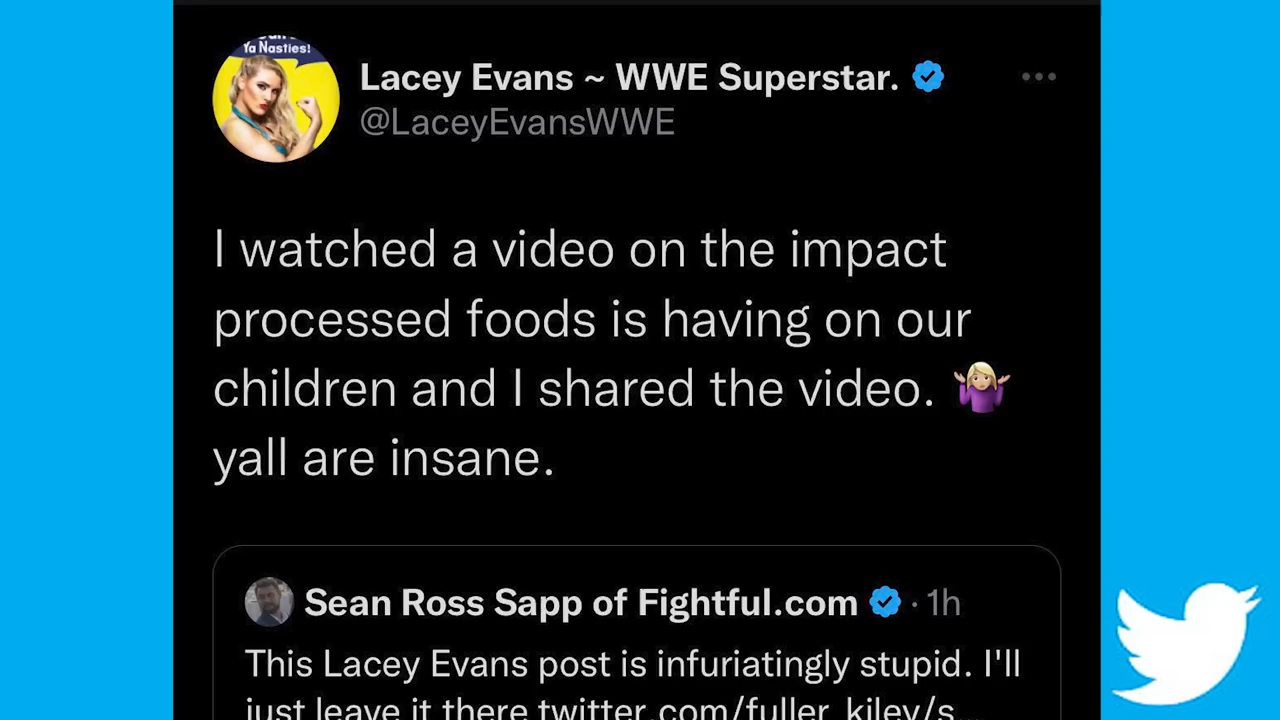 Ya Nasties!
Lacey Evans ~ WWE Superstar.
@LaceyEvansWWE
I watched a video on the impact
processed foods is having on our
children and I shared the video. 🤷🏼‍♀️
yall are insane.
Sean Ross Sapp of Fightful.com · 1h
This Lacey Evans post is infuriatingly stupid. I'll
just leave it there twitter.com/fuller_kiley/s…